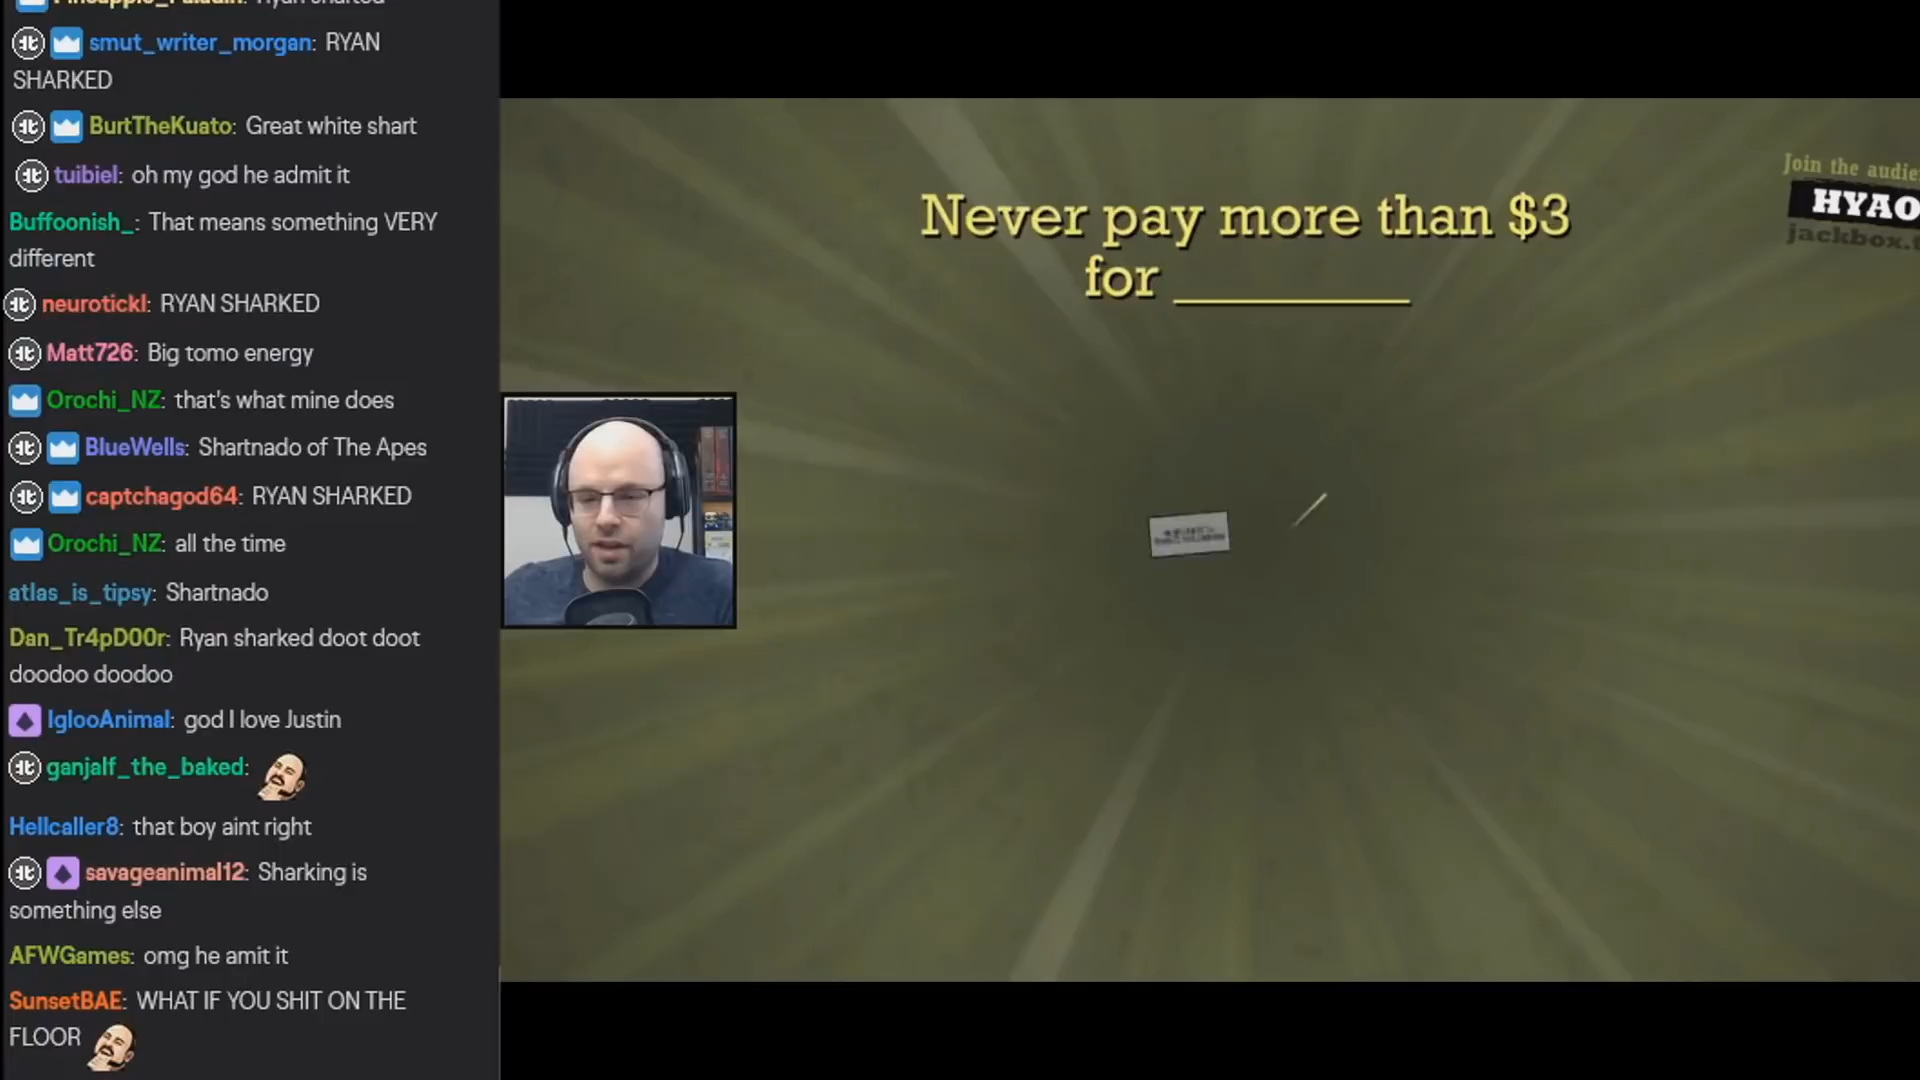 smut_writer_morgan: RYAN
SHARKED
BurtTheKuato: Great white shart
tuibiel: oh my god he admit it
Buffoonish_: That means something VERY
different
neurotickl: RYAN SHARKED
Matt726: Big tomo energy
Orochi_NZ: that's what mine does
BlueWells: Shartnado of The Apes
captchagod64: RYAN SHARKED
Orochi_NZ: all the time
atlas_is_tipsy: Shartnado
Dan_Tr4pD00r: Ryan sharked doot doot
doodoo doodoo
IglooAnimal: god I love Justin
ganjalf_the_baked:
Hellcaller8: that boy aint right
savageanimal12: Sharking is
something else
AFWGames: omg he amit it
SunsetBAE: WHAT IF YOU SHIT ON THE
FLOOR
Never pay more than $3
for ________
Join the audie
HYAO
jackbox.t